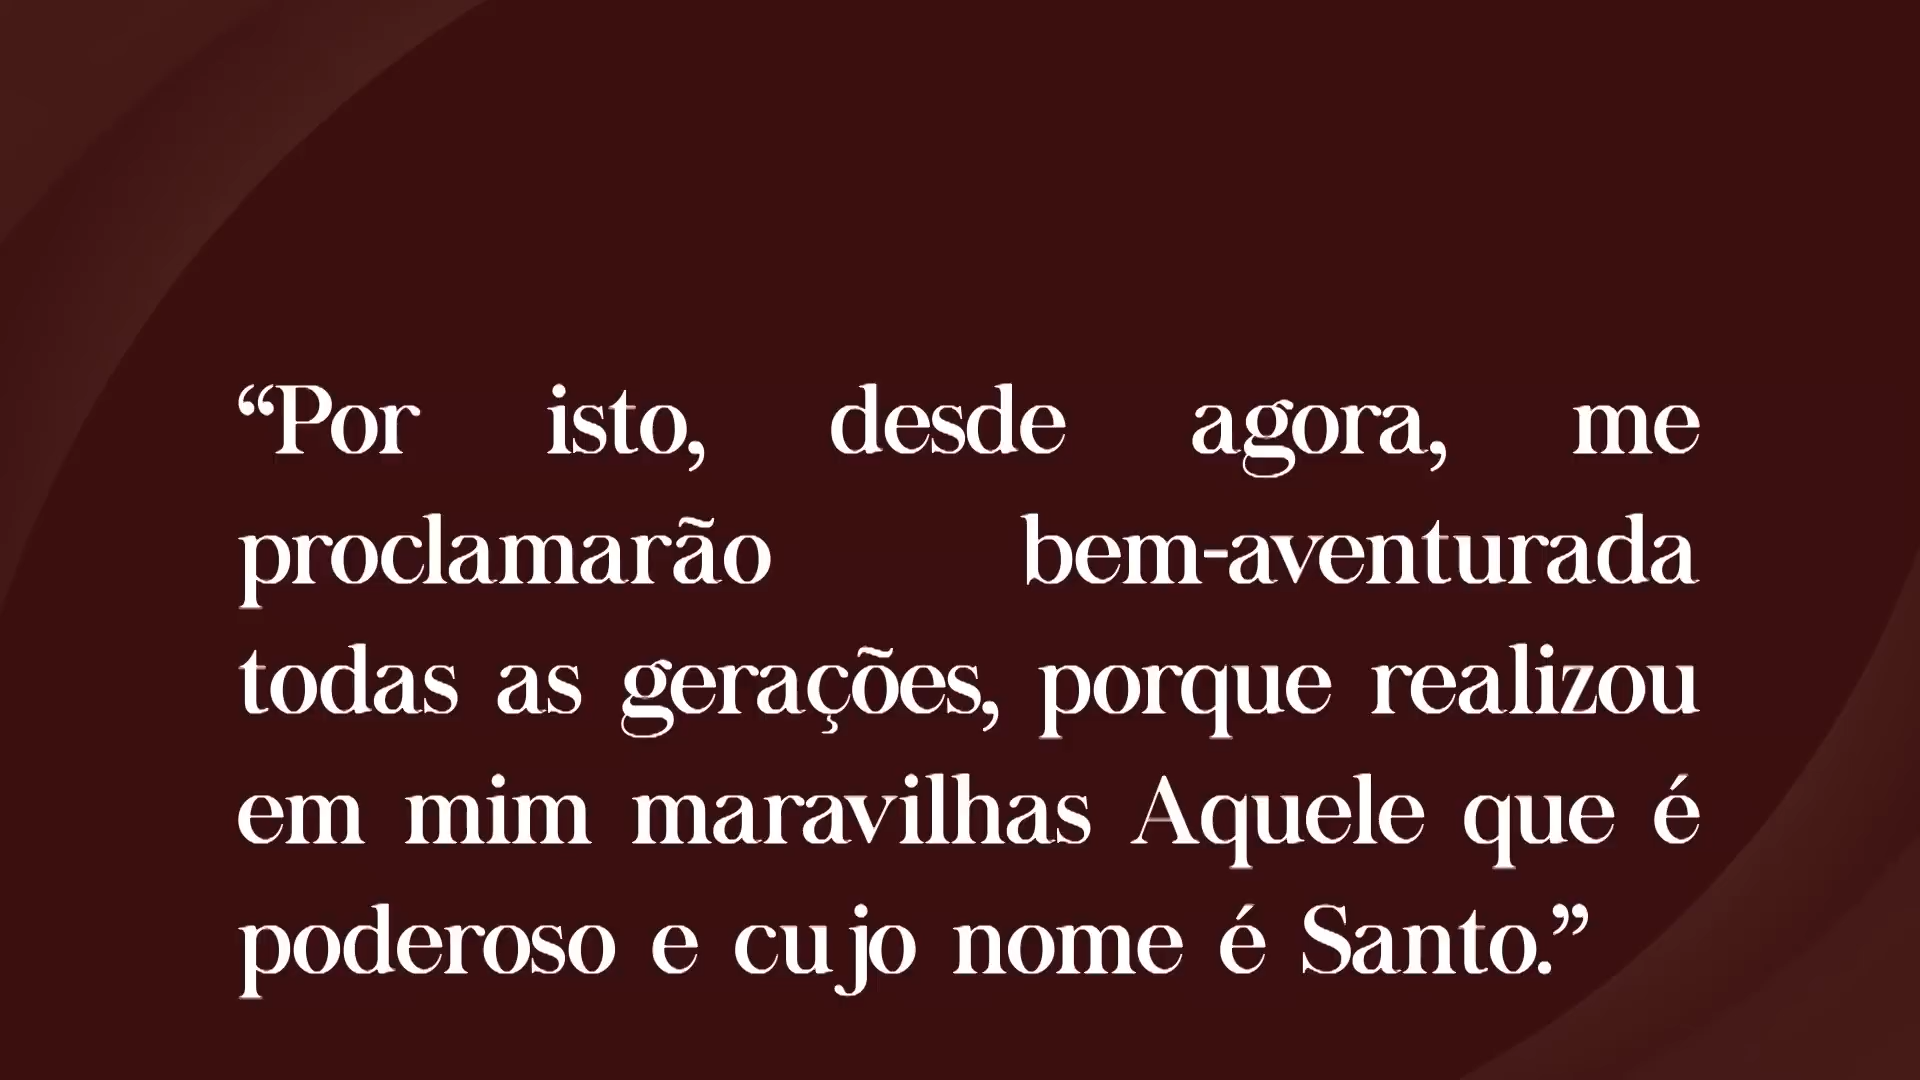 “Por isto, desde agora, me
proclamarão bem-aventurada
todas as gerações, porque realizou
em mim maravilhas Aquele que é
poderoso e cujo nome é Santo.”